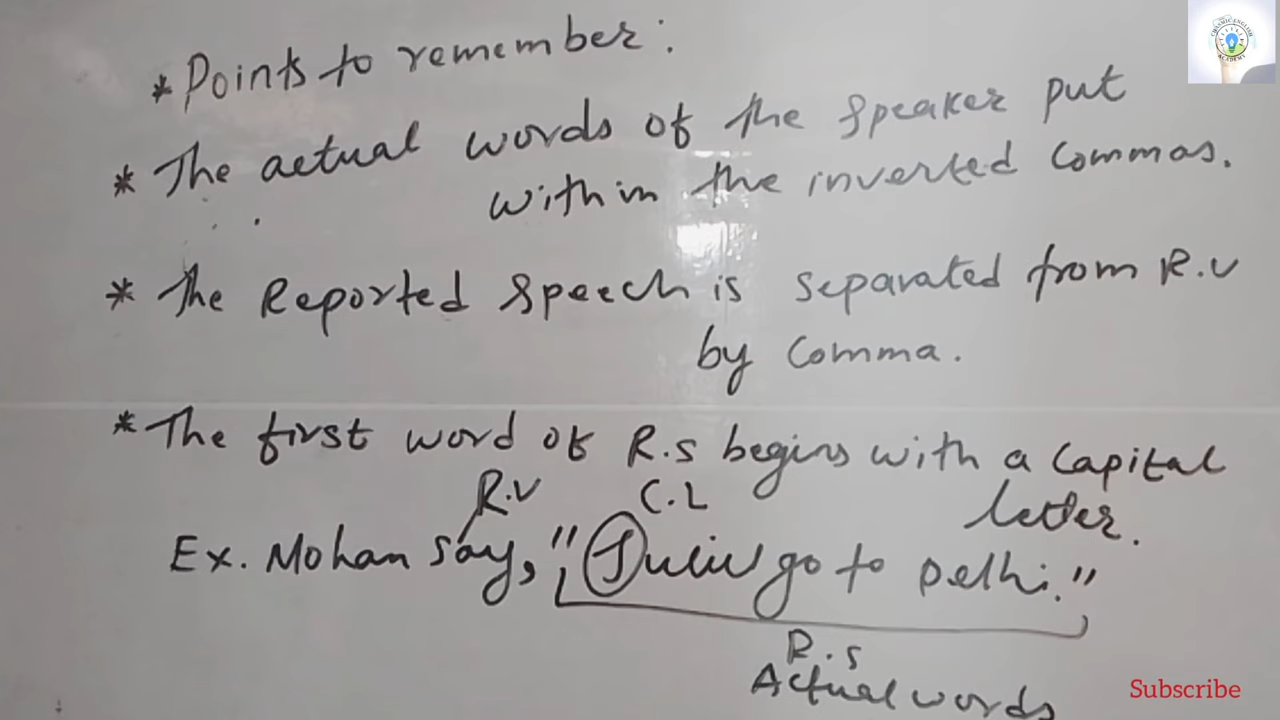 * Points to remember:
* The actual words of the speaker put
within the inverted commas.
* The Reported speech is separated from R.V
by comma.
* The first word of R.S begins with a capital
letter.
R.V C.L
Ex. Mohan say, "I will go to Delhi."
R.S
Actual words
Subscribe